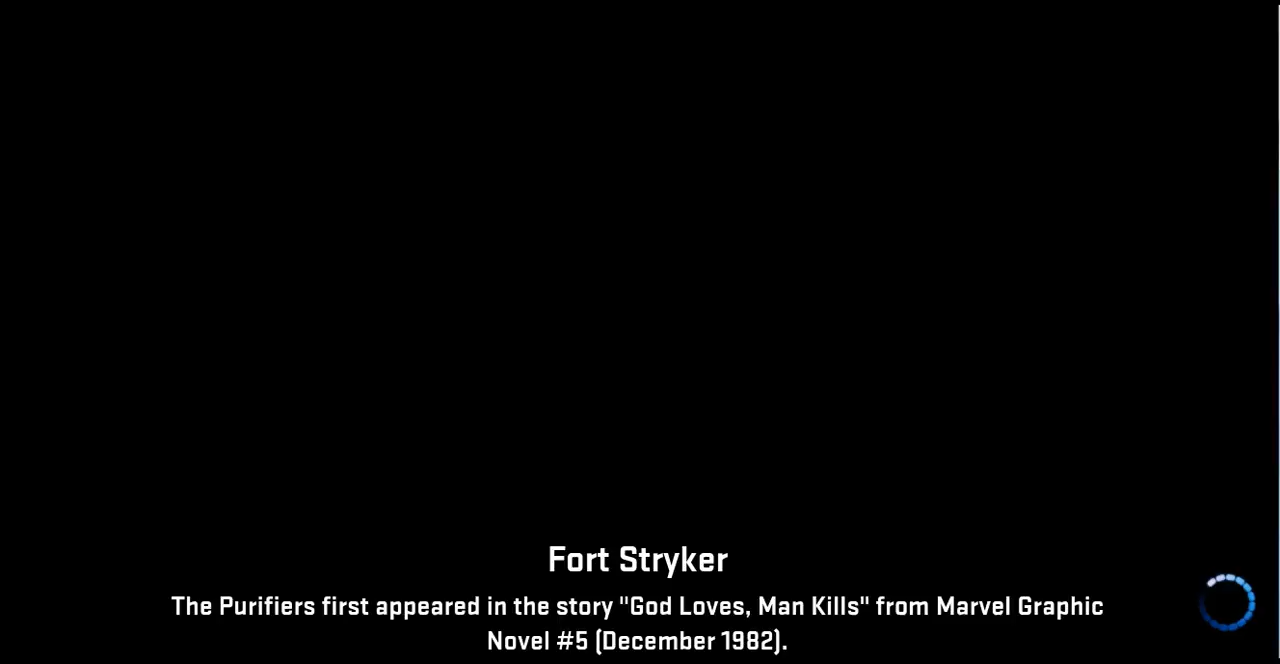 Fort Stryker
The Purifiers first appeared in the story "God Loves, Man Kills" from Marvel Graphic
Novel #5 (December 1982).